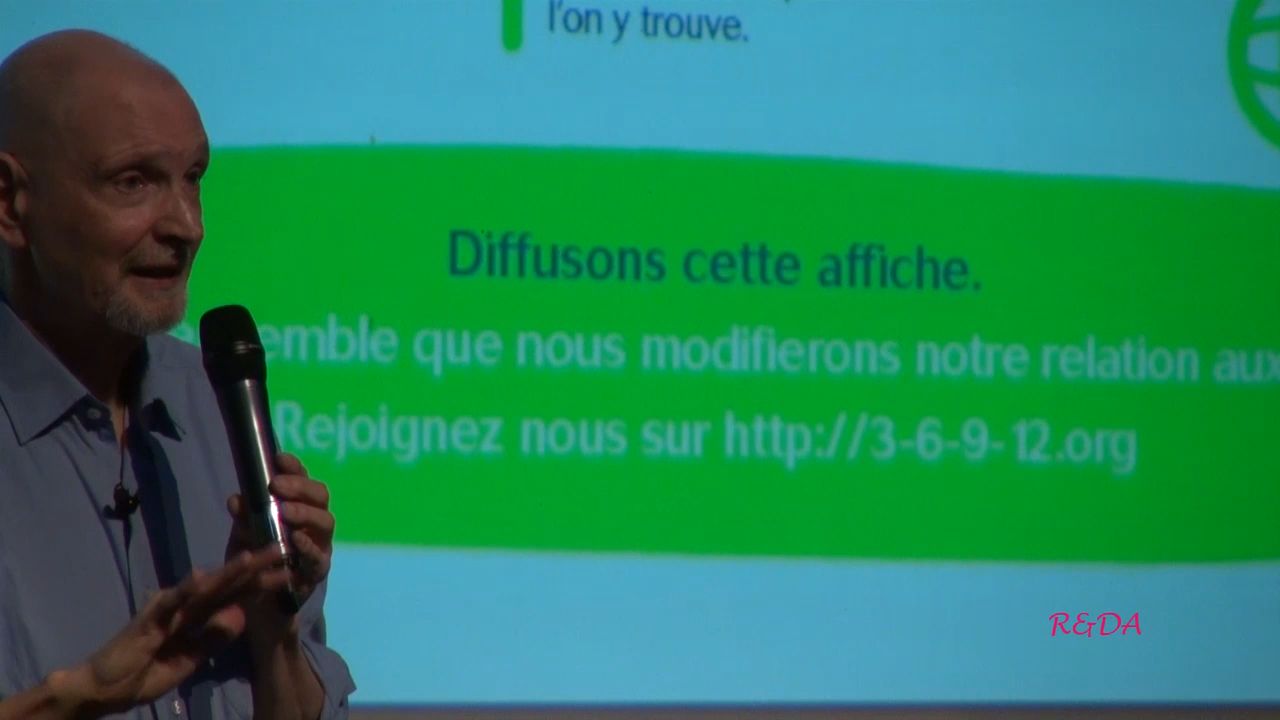 l'on y trouve.
Diffusons cette affiche.
emble que nous modifierons notre relation aux
Rejoignez nous sur http://3-6-9-12.org
R&DA